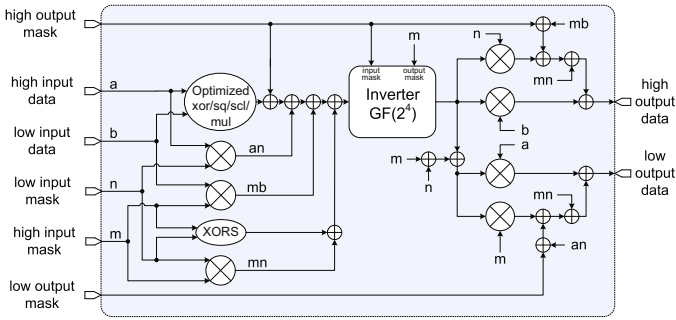 high output
mask
mb
n
m
high input
data
a
input
mask
output
mask
mn
Optimized
xor/sq/scl/
mul
Inverter
GF(2⁴)
high
output
data
low input
data
b
b
a
an
m
n
low
output
data
low input
mask
n
mb
mn
high input
mask
m
XORS
mn
m
an
low output
mask